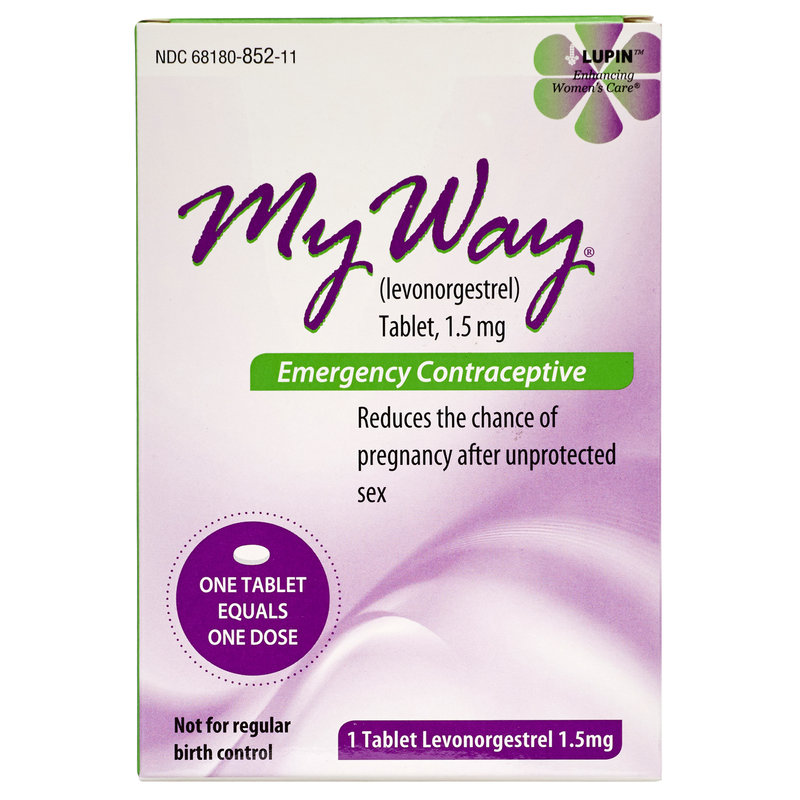 NDC 68180-852-11
LUPIN™
Enhancing
Women's Care®
My Way®
(levonorgestrel)
Tablet, 1.5 mg
Emergency Contraceptive
Reduces the chance of
pregnancy after unprotected
sex
ONE TABLET
EQUALS
ONE DOSE
Not for regular
birth control
1 Tablet Levonorgestrel 1.5mg